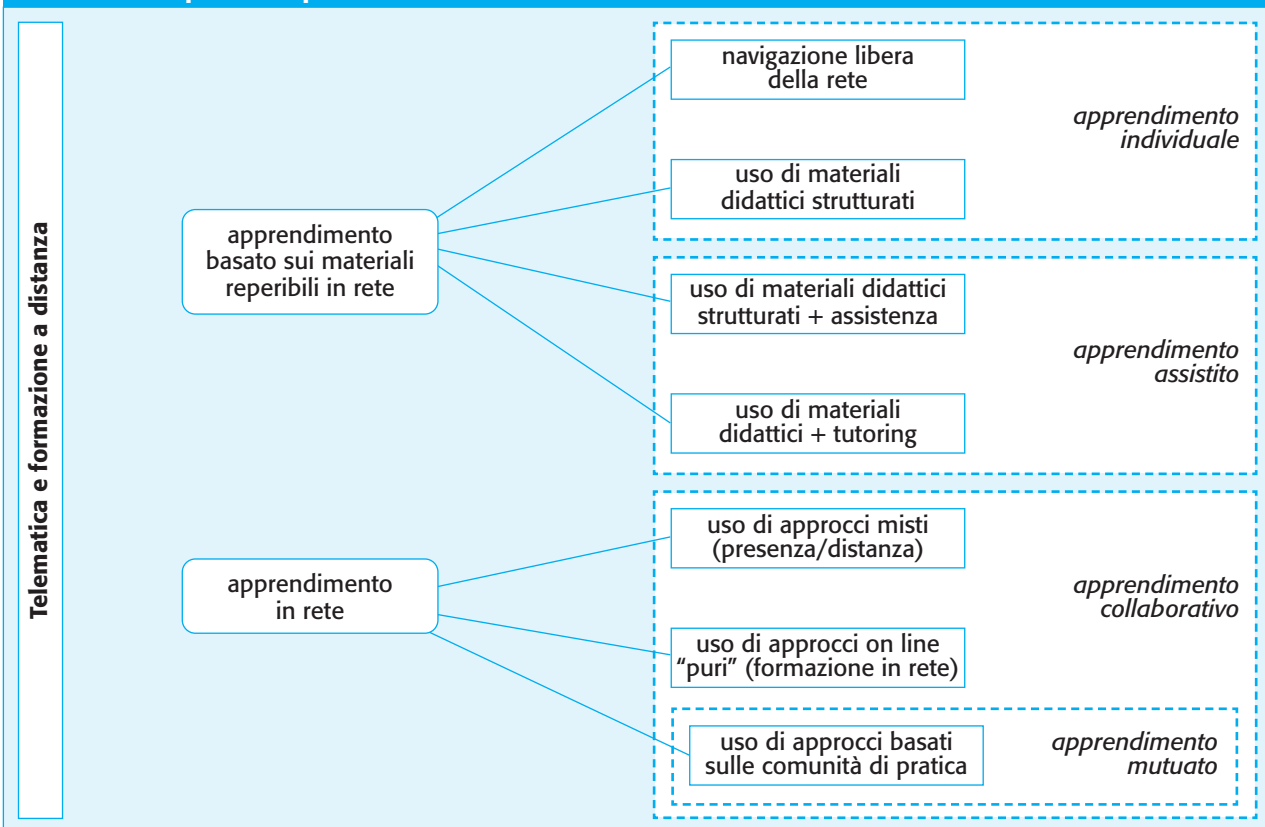 Telematica e formazione a distanza
apprendimento
basato sui materiali
reperibili in rete
navigazione libera
della rete
uso di materiali
didattici strutturati
apprendimento
individuale
uso di materiali didattici
strutturati + assistenza
uso di materiali
didattici + tutoring
apprendimento
assistito
apprendimento
in rete
uso di approcci misti
(presenza/distanza)
uso di approcci on line
“puri” (formazione in rete)
apprendimento
collaborativo
uso di approcci basati
sulle comunità di pratica
apprendimento
mutuato